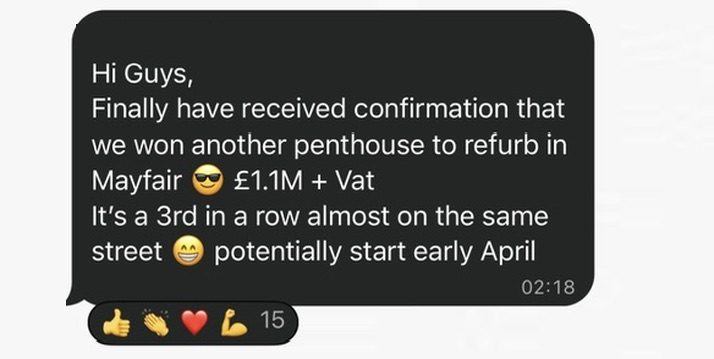 Hi Guys,
Finally have received confirmation that
we won another penthouse to refurb in
Mayfair 😎 £1.1M + Vat
It’s a 3rd in a row almost on the same
street 😁 potentially start early April
02:18
👍 👏 ❤️ 💪 15